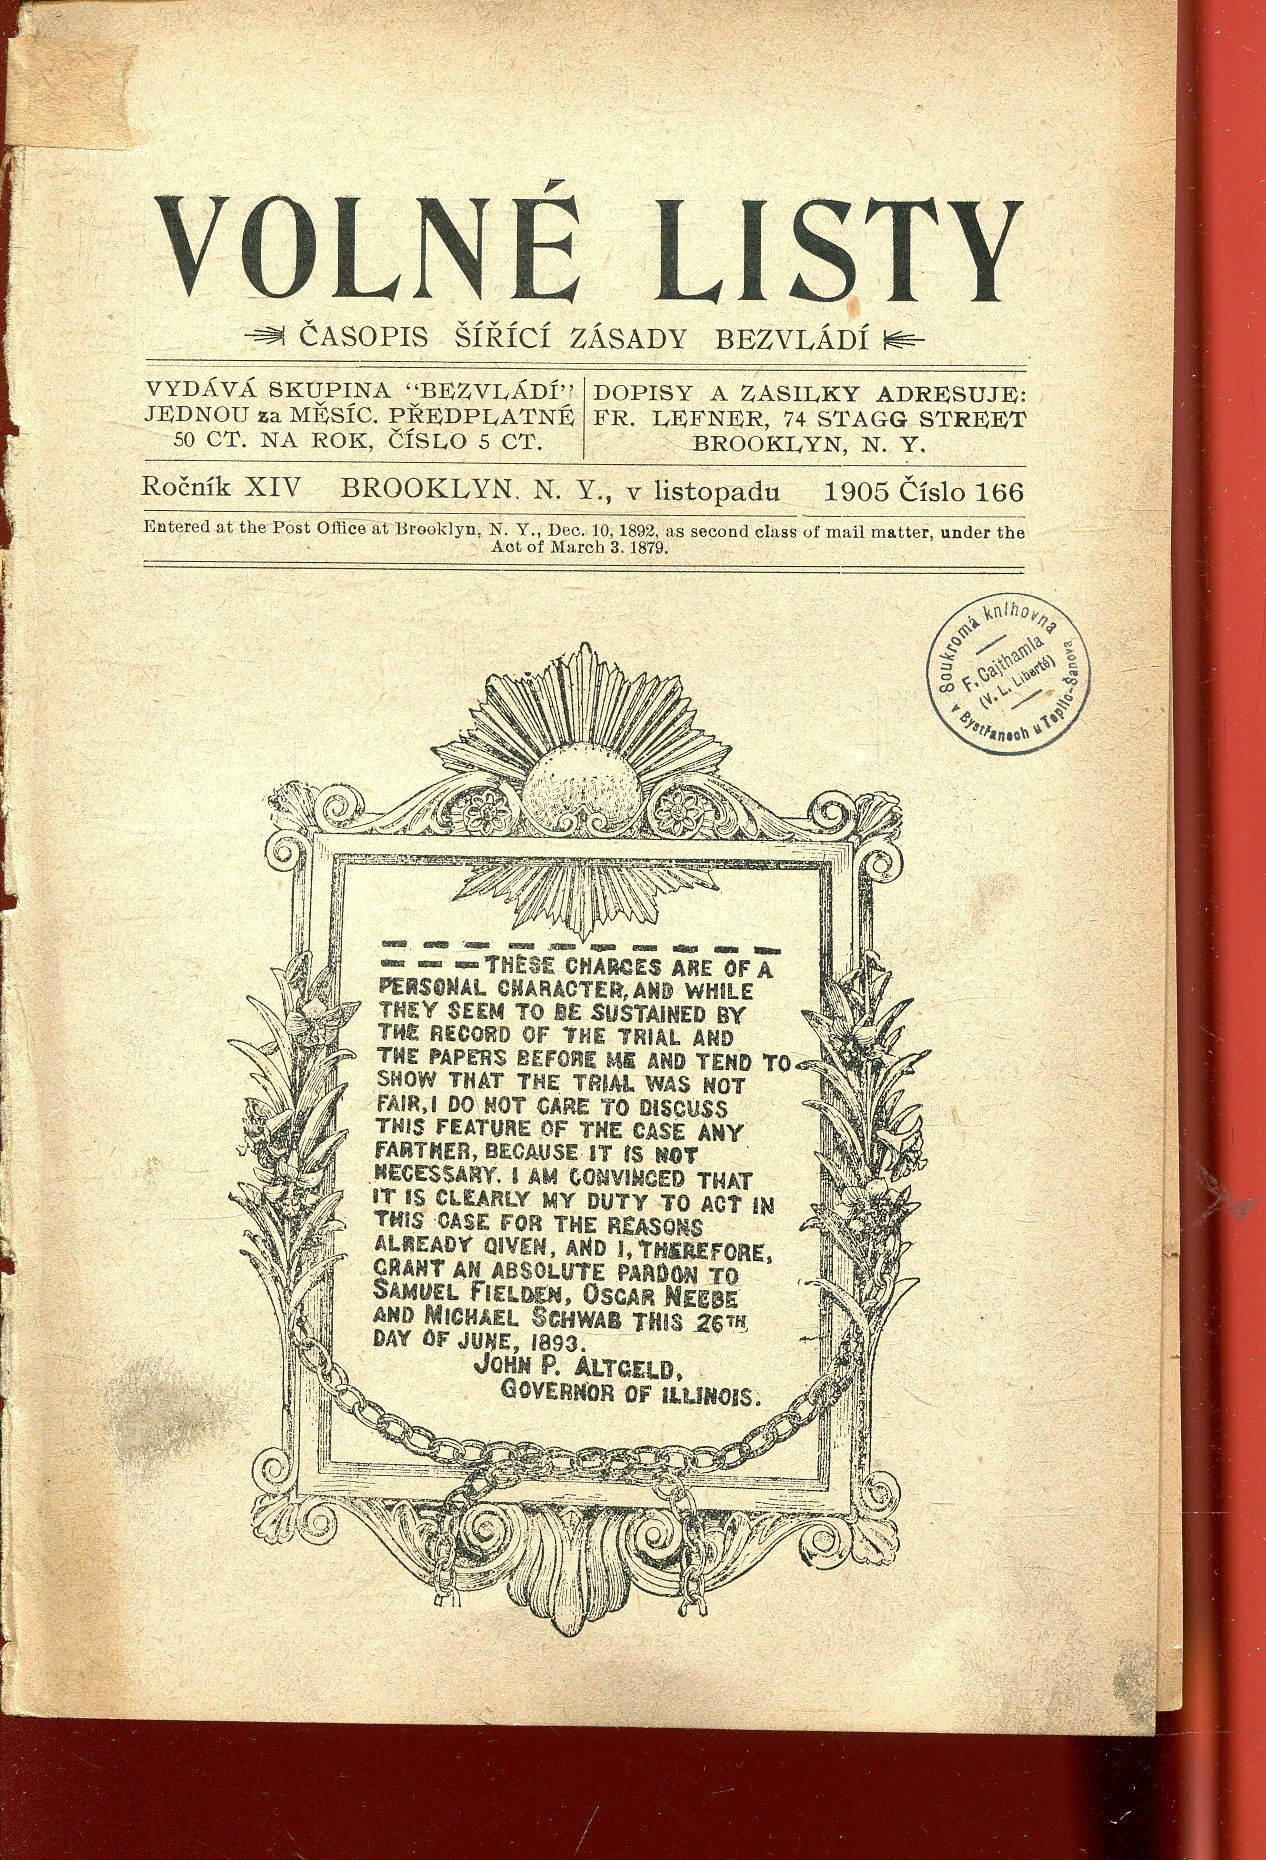 VOLNÉ LISTY
ČASOPIS ŠÍŘÍCÍ ZÁSADY BEZVLÁDÍ
VYDÁVÁ SKUPINA “BEZVLÁDÍ”
JEDNOU za MĚSÍC. PŘEDPLATNÉ
50 CT. NA ROK, ČÍSLO 5 CT.
DOPISY A ZASILKY ADRESUJE:
FR. LEFNER, 74 STAGG STREET
BROOKLYN, N. Y.
Ročník XIV BROOKLYN. N. Y., v listopadu 1905 Číslo 166
Entered at the Post Office at Brooklyn, N. Y., Dec. 10, 1892, as second class of mail matter, under the
Act of March 3. 1879.
Soukromá knihovna
F. Cajthamla
(V. L. Liberté)
v Bystřanech u Teplic-Šanova
THESE CHARGES ARE OF A
PERSONAL CHARACTER, AND WHILE
THEY SEEM TO BE SUSTAINED BY
THE RECORD OF THE TRIAL AND
THE PAPERS BEFORE ME AND TEND TO
SHOW THAT THE TRIAL WAS NOT
FAIR, I DO NOT CARE TO DISCUSS
THIS FEATURE OF THE CASE ANY
FARTHER, BECAUSE IT IS NOT
NECESSARY. I AM CONVINCED THAT
IT IS CLEARLY MY DUTY TO ACT IN
THIS CASE FOR THE REASONS
ALREADY GIVEN, AND I, THEREFORE,
GRANT AN ABSOLUTE PARDON TO
SAMUEL FIELDEN, OSCAR NEEBE
AND MICHAEL SCHWAB THIS 26TH
DAY OF JUNE, 1893.
JOHN P. ALTGELD,
GOVERNOR OF ILLINOIS.